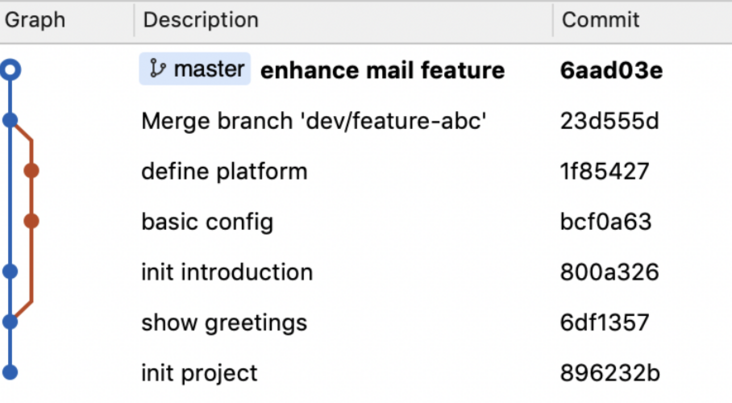 Graph Description Commit
master enhance mail feature 6aad03e
Merge branch 'dev/feature-abc' 23d555d
define platform 1f85427
basic config bcf0a63
init introduction 800a326
show greetings 6df1357
init project 896232b